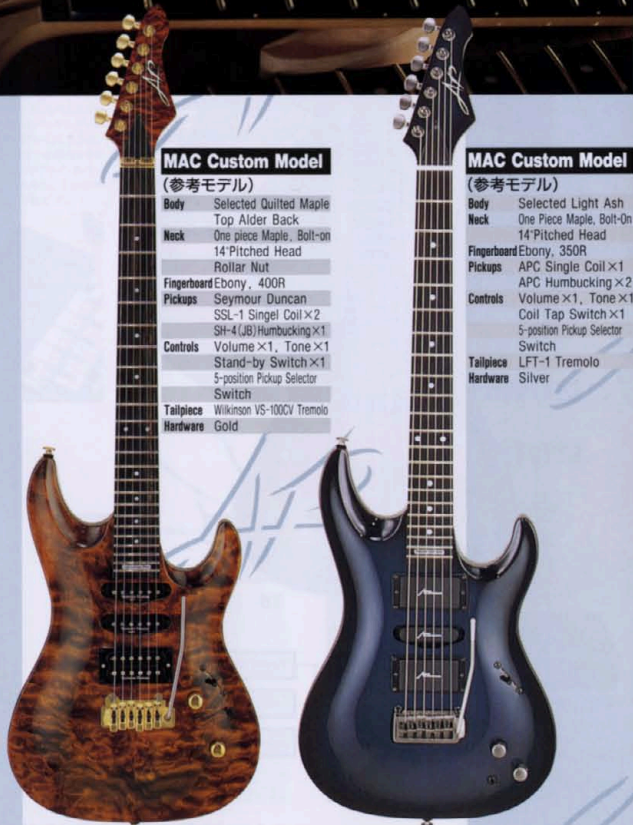 MAC Custom Model
(参考モデル)
Body Selected Quilted Maple
Top Alder Back
Neck One piece Maple, Bolt-on
14°Pitched Head
Rollar Nut
Fingerboard Ebony, 400R
Pickups Seymour Duncan
SSL-1 Singel Coil×2
SH-4(JB)Humbucking×1
Controls Volume×1, Tone×1
Stand-by Switch×1
5-position Pickup Selector
Switch
Tailpiece Wilkinson VS-100CV Tremolo
Hardware Gold
MAC Custom Model
(参考モデル)
Body Selected Light Ash
Neck One Piece Maple, Bolt-On
14°Pitched Head
Fingerboard Ebony, 350R
Pickups APC Single Coil×1
APC Humbucking×2
Controls Volume×1, Tone×1
Coil Tap Switch×1
5-position Pickup Selector
Switch
Tailpiece LFT-1 Tremolo
Hardware Silver